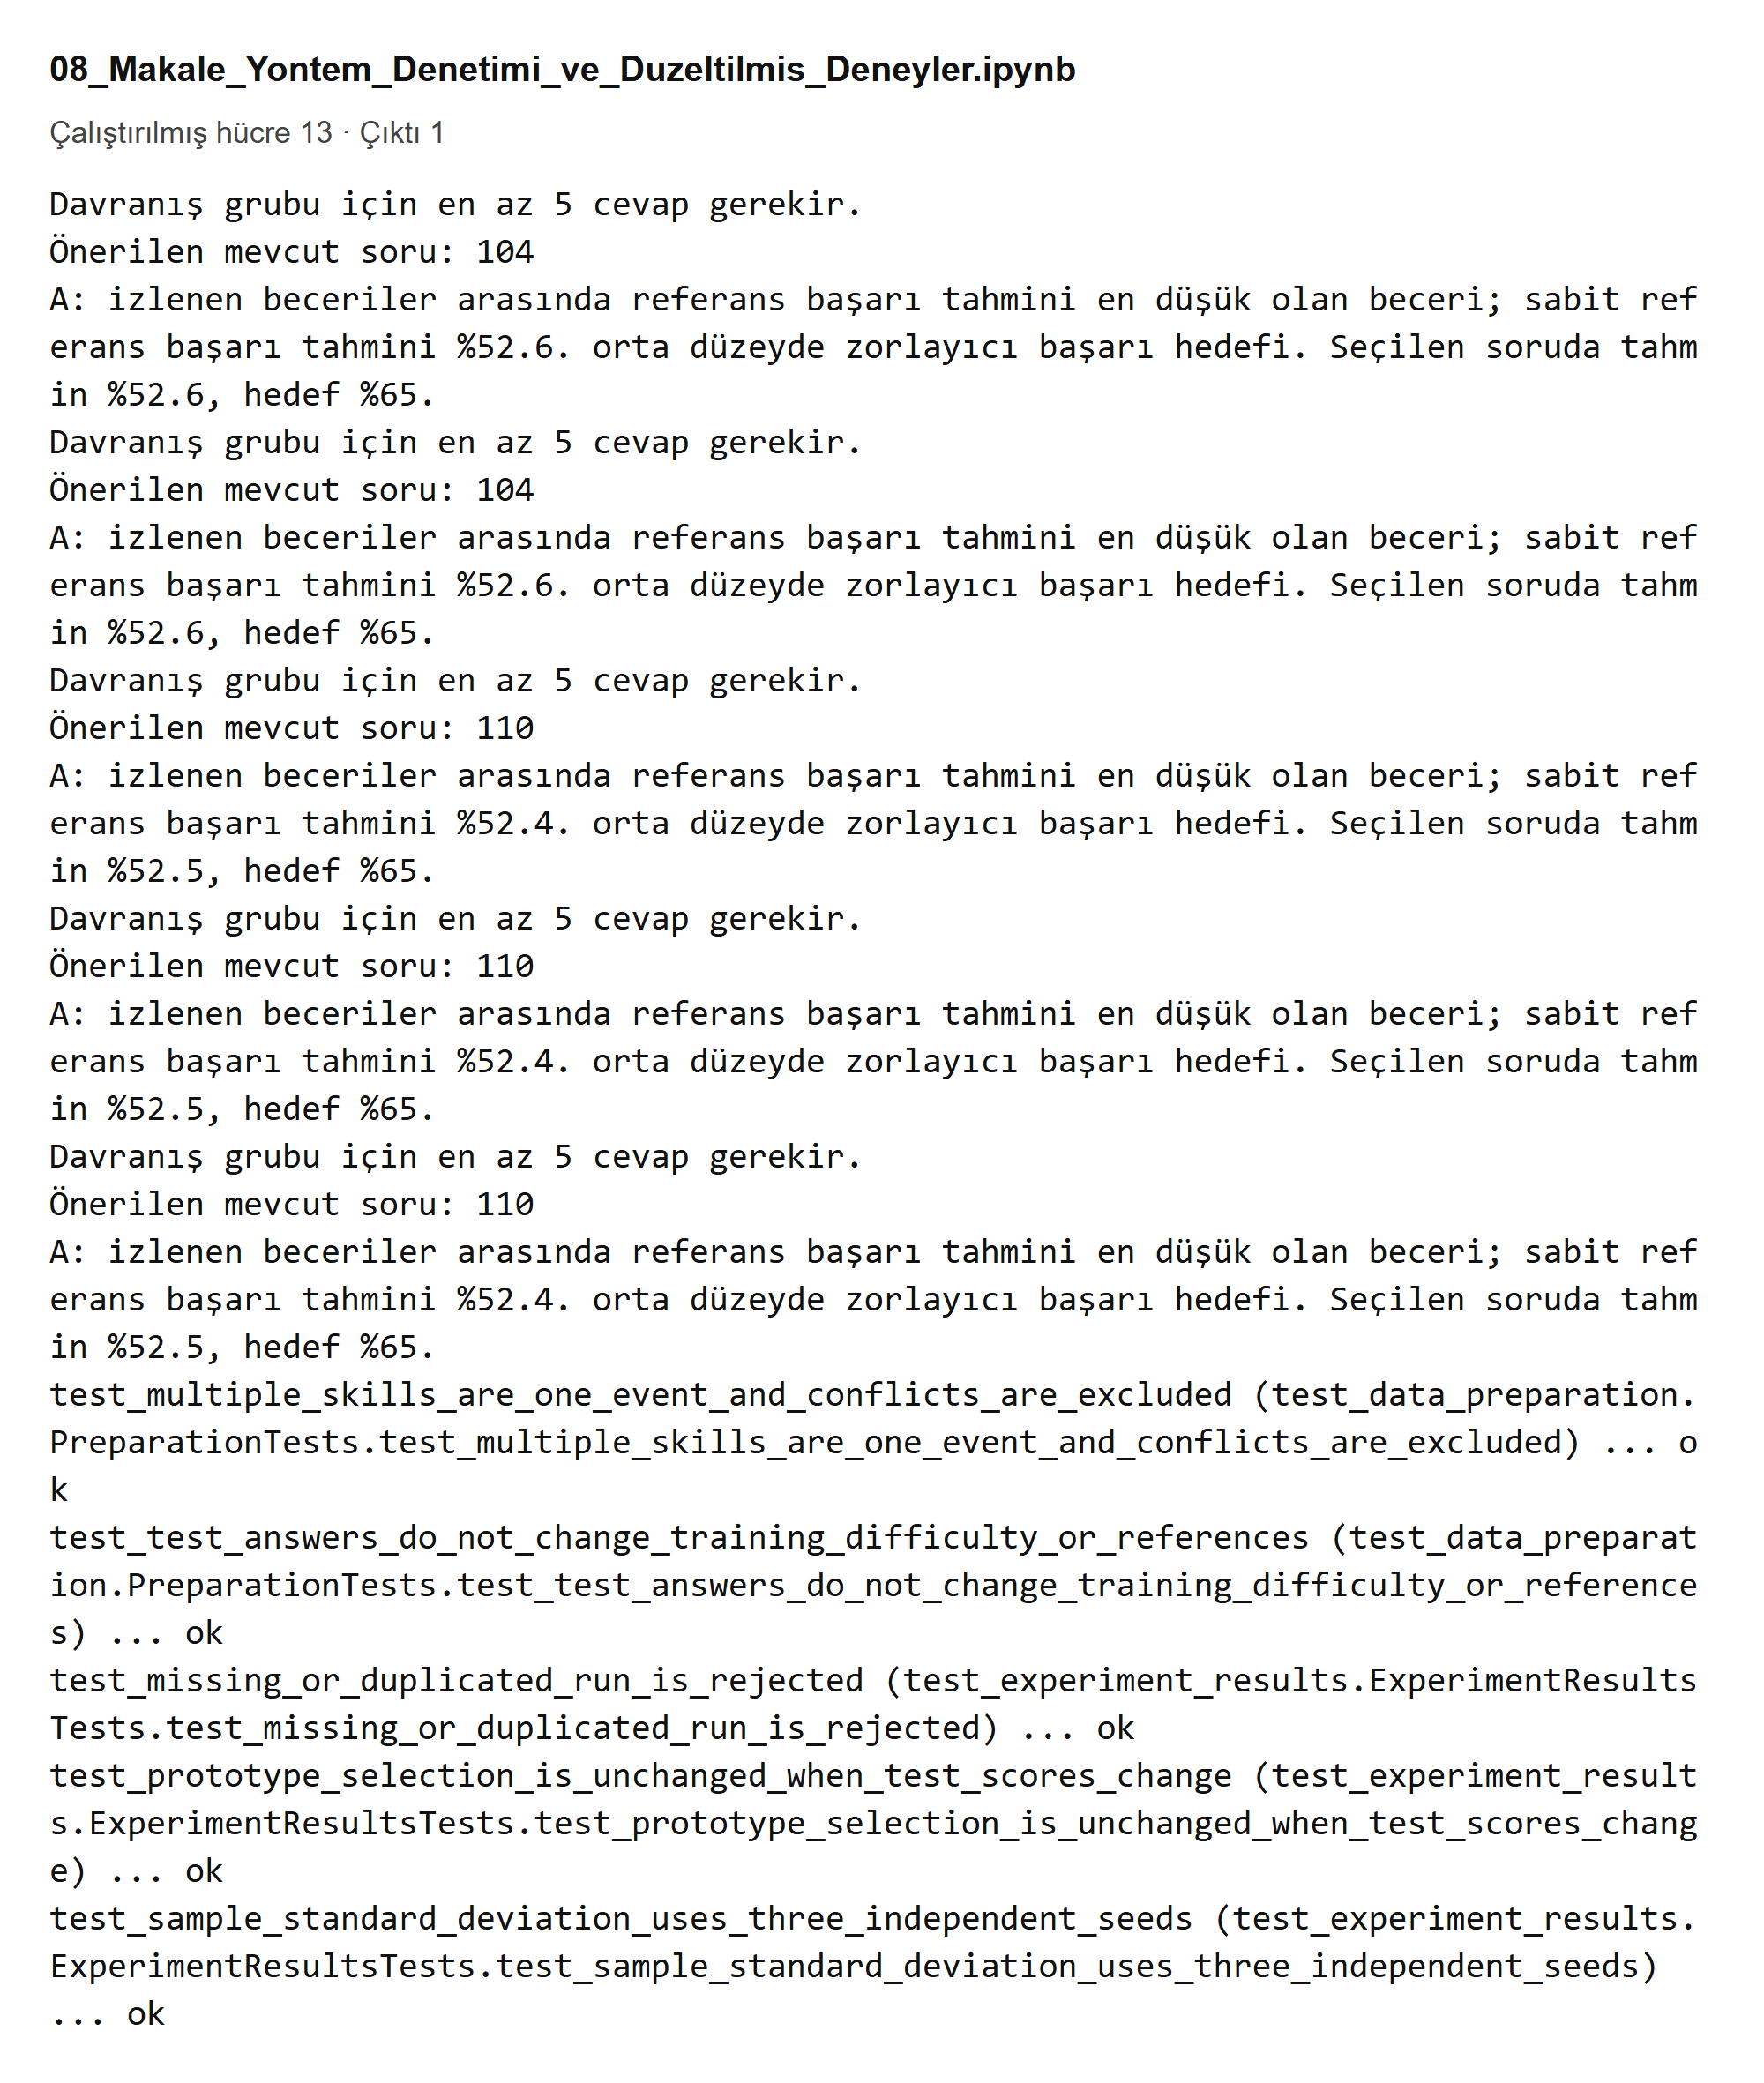 08_Makale_Yontem_Denetimi_ve_Duzeltilmis_Deneyler.ipynb
Çalıştırılmış hücre 13 · Çıktı 1
Davranış grubu için en az 5 cevap gerekir.
Önerilen mevcut soru: 104
A: izlenen beceriler arasında referans başarı tahmini en düşük olan beceri; sabit ref
erans başarı tahmini %52.6. orta düzeyde zorlayıcı başarı hedefi. Seçilen soruda tahm
in %52.6, hedef %65.
Davranış grubu için en az 5 cevap gerekir.
Önerilen mevcut soru: 104
A: izlenen beceriler arasında referans başarı tahmini en düşük olan beceri; sabit ref
erans başarı tahmini %52.6. orta düzeyde zorlayıcı başarı hedefi. Seçilen soruda tahm
in %52.6, hedef %65.
Davranış grubu için en az 5 cevap gerekir.
Önerilen mevcut soru: 110
A: izlenen beceriler arasında referans başarı tahmini en düşük olan beceri; sabit ref
erans başarı tahmini %52.4. orta düzeyde zorlayıcı başarı hedefi. Seçilen soruda tahm
in %52.5, hedef %65.
Davranış grubu için en az 5 cevap gerekir.
Önerilen mevcut soru: 110
A: izlenen beceriler arasında referans başarı tahmini en düşük olan beceri; sabit ref
erans başarı tahmini %52.4. orta düzeyde zorlayıcı başarı hedefi. Seçilen soruda tahm
in %52.5, hedef %65.
Davranış grubu için en az 5 cevap gerekir.
Önerilen mevcut soru: 110
A: izlenen beceriler arasında referans başarı tahmini en düşük olan beceri; sabit ref
erans başarı tahmini %52.4. orta düzeyde zorlayıcı başarı hedefi. Seçilen soruda tahm
in %52.5, hedef %65.
test_multiple_skills_are_one_event_and_conflicts_are_excluded (test_data_preparation.
PreparationTests.test_multiple_skills_are_one_event_and_conflicts_are_excluded) ... o
k
test_test_answers_do_not_change_training_difficulty_or_references (test_data_preparat
ion.PreparationTests.test_test_answers_do_not_change_training_difficulty_or_reference
s) ... ok
test_missing_or_duplicated_run_is_rejected (test_experiment_results.ExperimentResults
Tests.test_missing_or_duplicated_run_is_rejected) ... ok
test_prototype_selection_is_unchanged_when_test_scores_change (test_experiment_result
s.ExperimentResultsTests.test_prototype_selection_is_unchanged_when_test_scores_chang
e) ... ok
test_sample_standard_deviation_uses_three_independent_seeds (test_experiment_results.
ExperimentResultsTests.test_sample_standard_deviation_uses_three_independent_seeds)
... ok